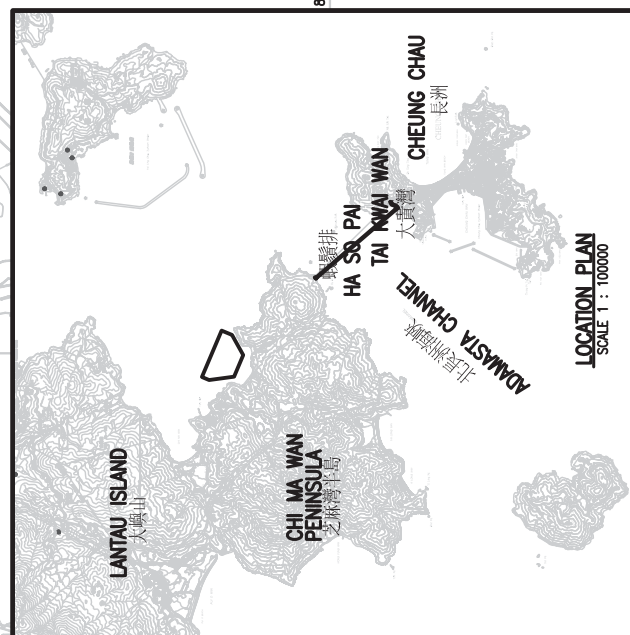 LANTAU ISLAND
大嶼山
CHI MA WAN
PENINSULA
芝麻灣半島
蝦鬚排
HA SO PAI
TAI KWAI WAN
大貴灣
CHEUNG CHAU
長洲
ADAMASTA CHANNEL
北長洲海峽
LOCATION PLAN
SCALE 1 : 100000
8